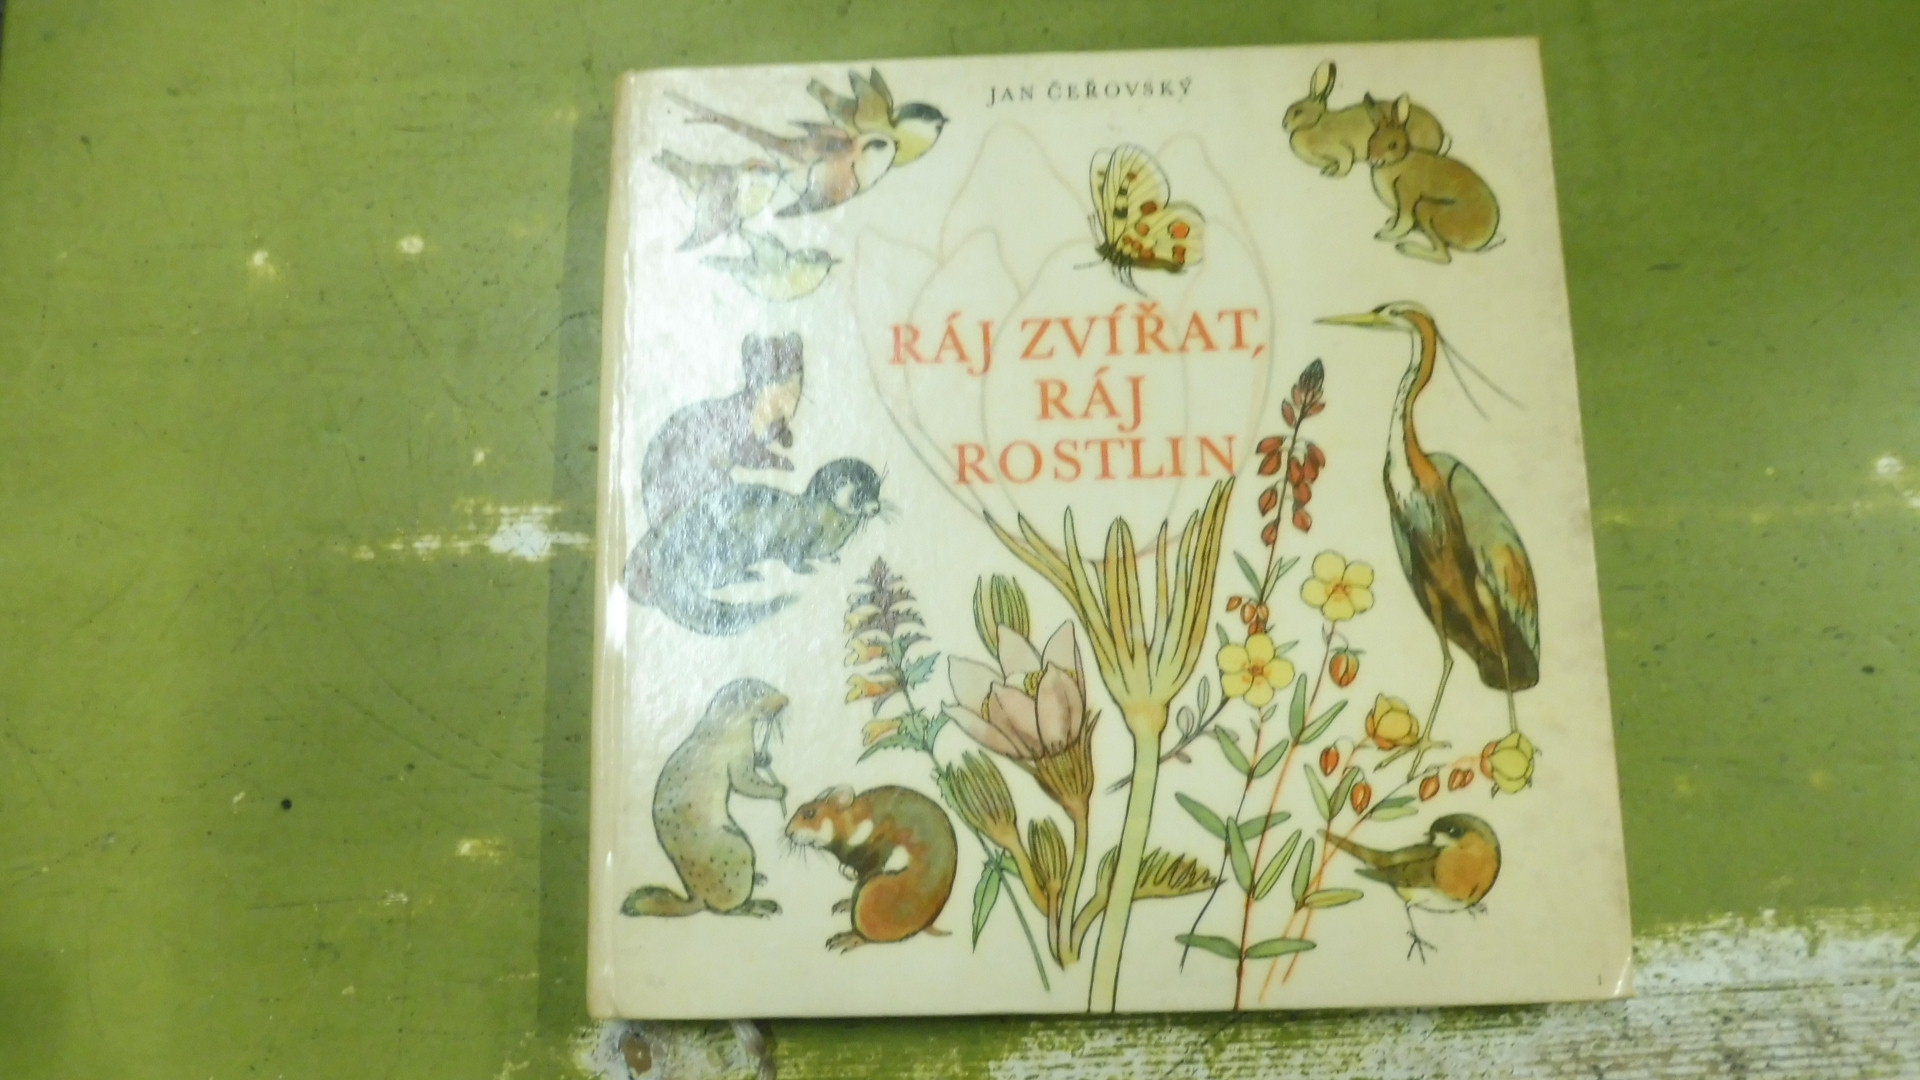 JAN ČEŘOVSKÝ
RÁJ ZVÍŘAT,
RÁJ
ROSTLIN